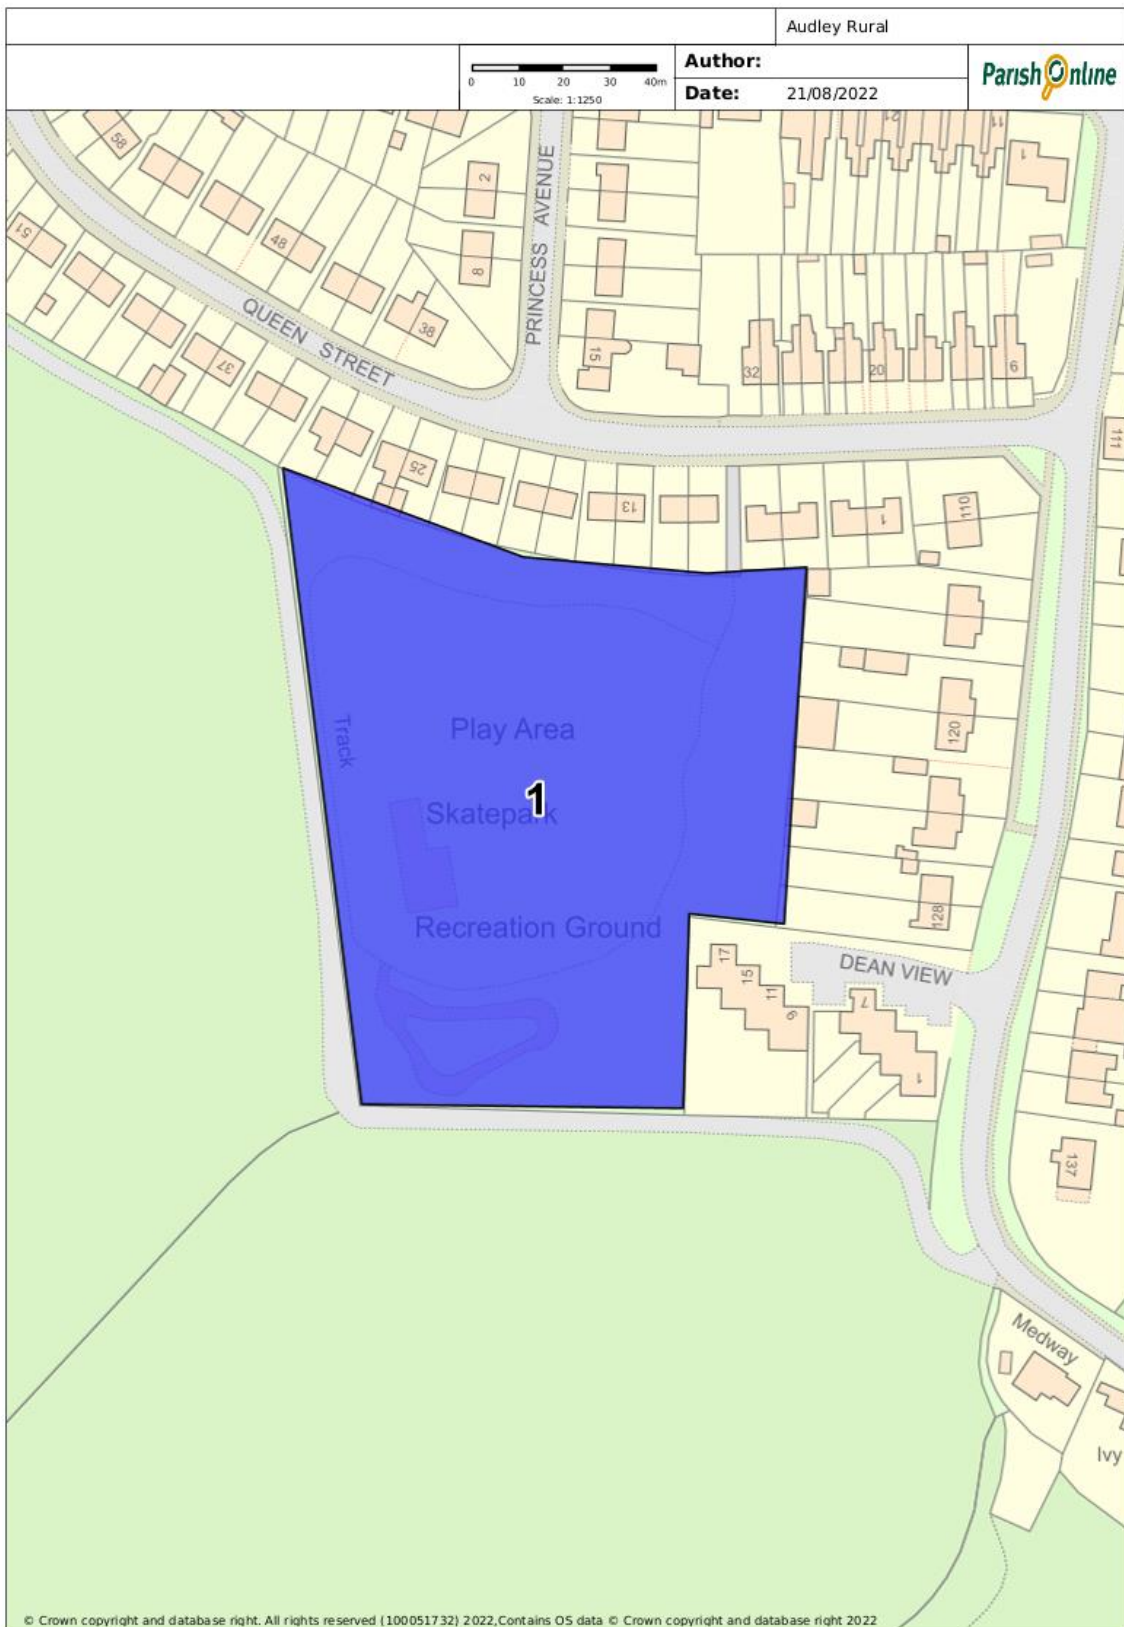 Audley Rural
0 10 20 30 40m
Scale: 1:1250
Author:
Date: 21/08/2022
Parish Online
58
2
21
11
1
51
48
8
PRINCESS AVENUE
QUEEN STREET
38
37
15
32
20
6
111
25
13
1
110
Track
Play Area
120
1
Skatepark
Recreation Ground
128
17
15
11
9
DEAN VIEW
7
1
137
Medway
Ivy
© Crown copyright and database right. All rights reserved (100051732) 2022,Contains OS data © Crown copyright and database right 2022